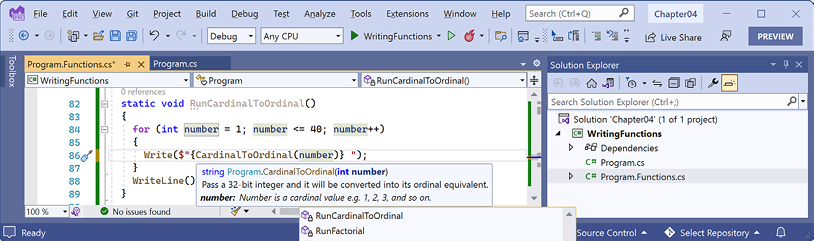 File Edit View Git Project Build Debug Test Analyze Tools Extensions Window Help Search (Ctrl+Q) Chapter04
Debug Any CPU WritingFunctions Live Share PREVIEW
Toolbox
Program.Functions.cs* Program.cs
WritingFunctions Program RunCardinalToOrdinal()
0 references
82 static void RunCardinalToOrdinal()
83 {
84 for (int number = 1; number <= 40; number++)
85 {
86 Write($"{CardinalToOrdinal(number)} ");
87 }
88 WriteLine()
89 }
string Program.CardinalToOrdinal(int number)
Pass a 32-bit integer and it will be converted into its ordinal equivalent.
number: Number is a cardinal value e.g. 1, 2, 3, and so on.
100 % No issues found
RunCardinalToOrdinal
RunFactorial
Solution Explorer
Search Solution Explorer (Ctrl+;)
Solution 'Chapter04' (1 of 1 project)
WritingFunctions
Dependencies
C# Program.cs
C# Program.Functions.cs
Ready Source Control Select Repository